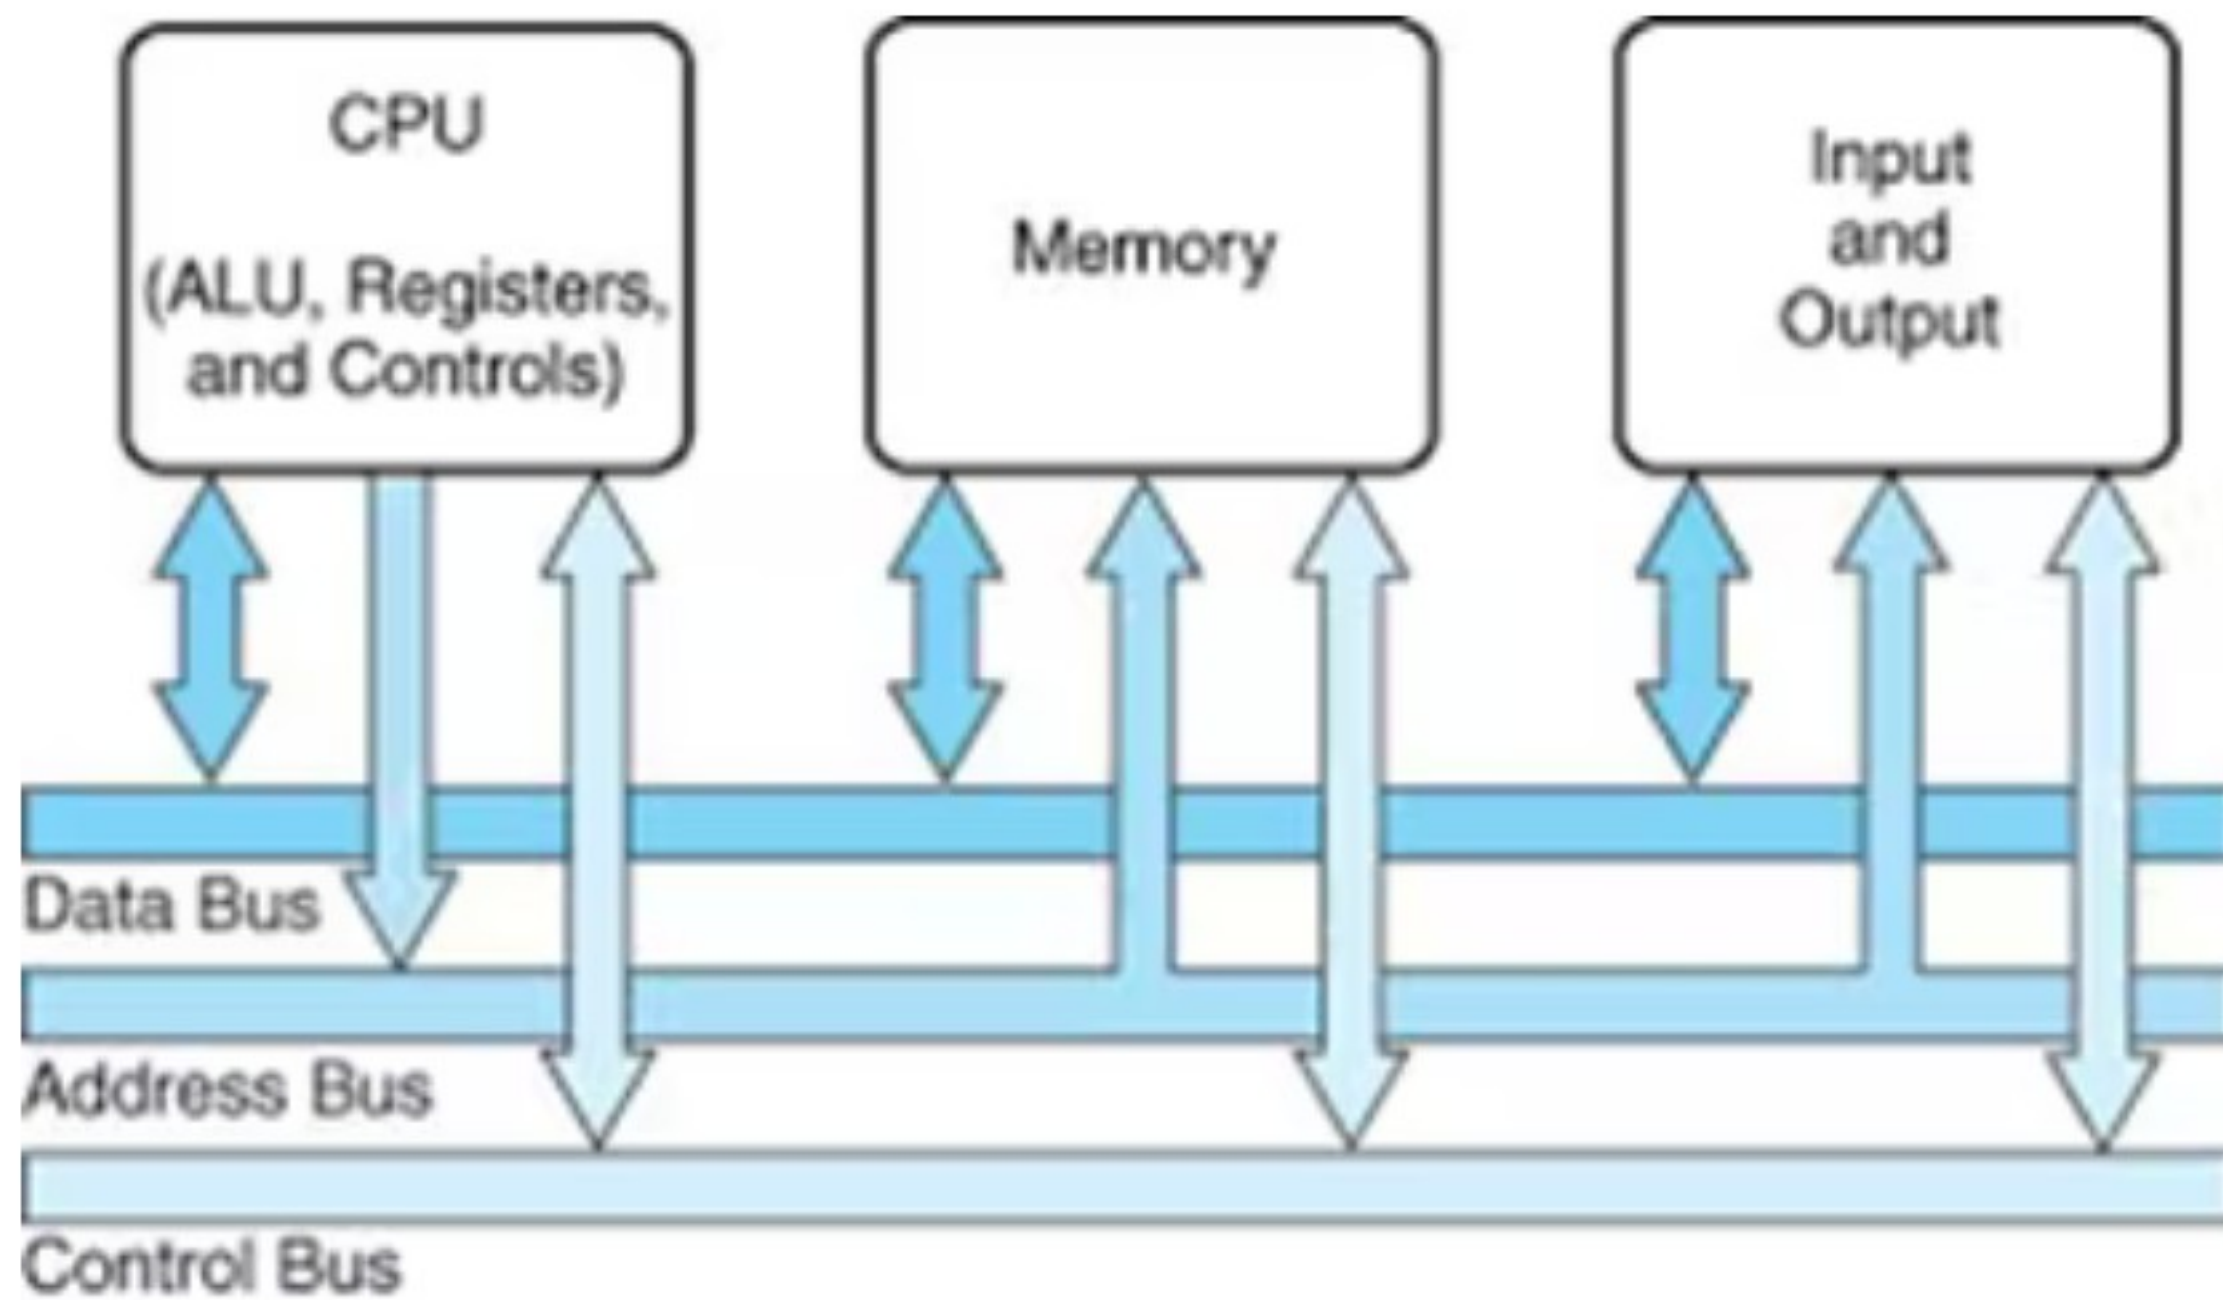 CPU
(ALU, Registers,
and Controls)
Memory
Input
and
Output
Data Bus
Address Bus
Control Bus